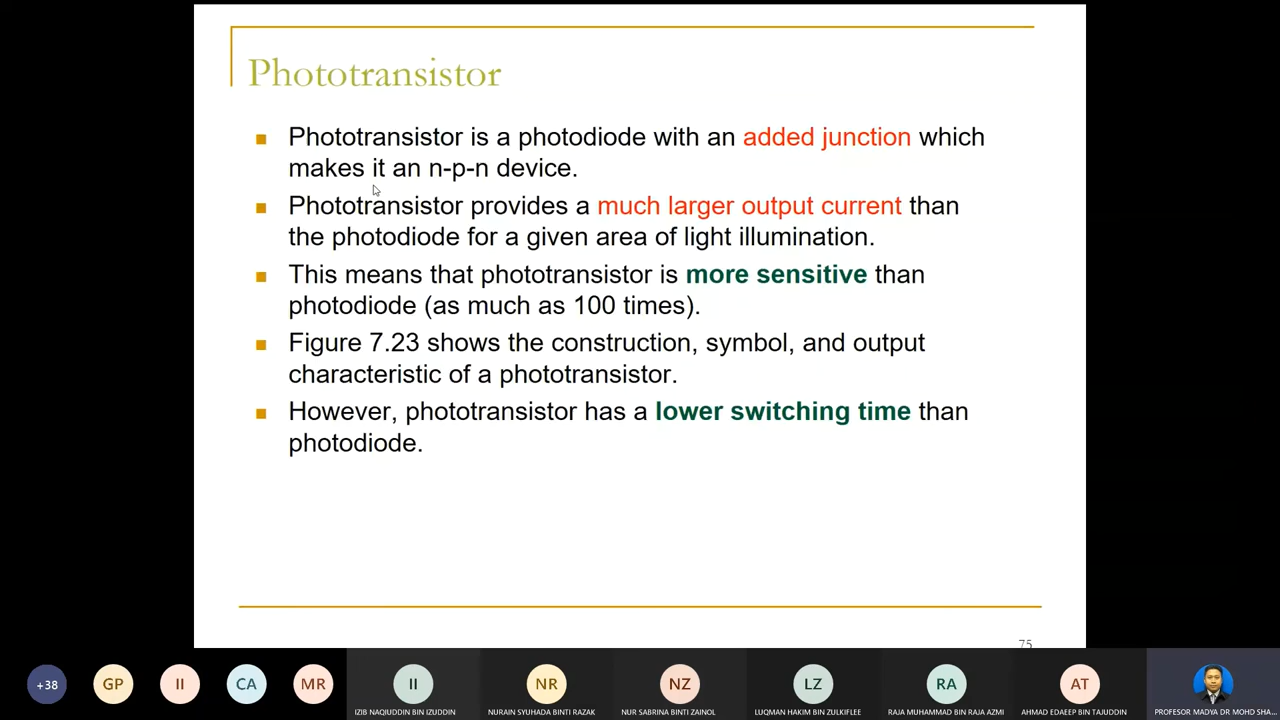 Phototransistor
Phototransistor is a photodiode with an added junction which
makes it an n-p-n device.
Phototransistor provides a much larger output current than
the photodiode for a given area of light illumination.
This means that phototransistor is more sensitive than
photodiode (as much as 100 times).
Figure 7.23 shows the construction, symbol, and output
characteristic of a phototransistor.
However, phototransistor has a lower switching time than
photodiode.
75
+38
GP
II
CA
MR
II
NR
NZ
LZ
RA
AT
IZIB NAQIUDDIN BIN IZUDDIN
NURAIN SYUHADA BINTI RAZAK
NUR SABRINA BINTI ZAINOL
LUQMAN HAKIM BIN ZULKIFLEE
RAJA MUHAMMAD BIN RAJA AZMI
AHMAD EDAEEP BIN TAJUDDIN
PROFESOR MADYA DR MOHD SHA...